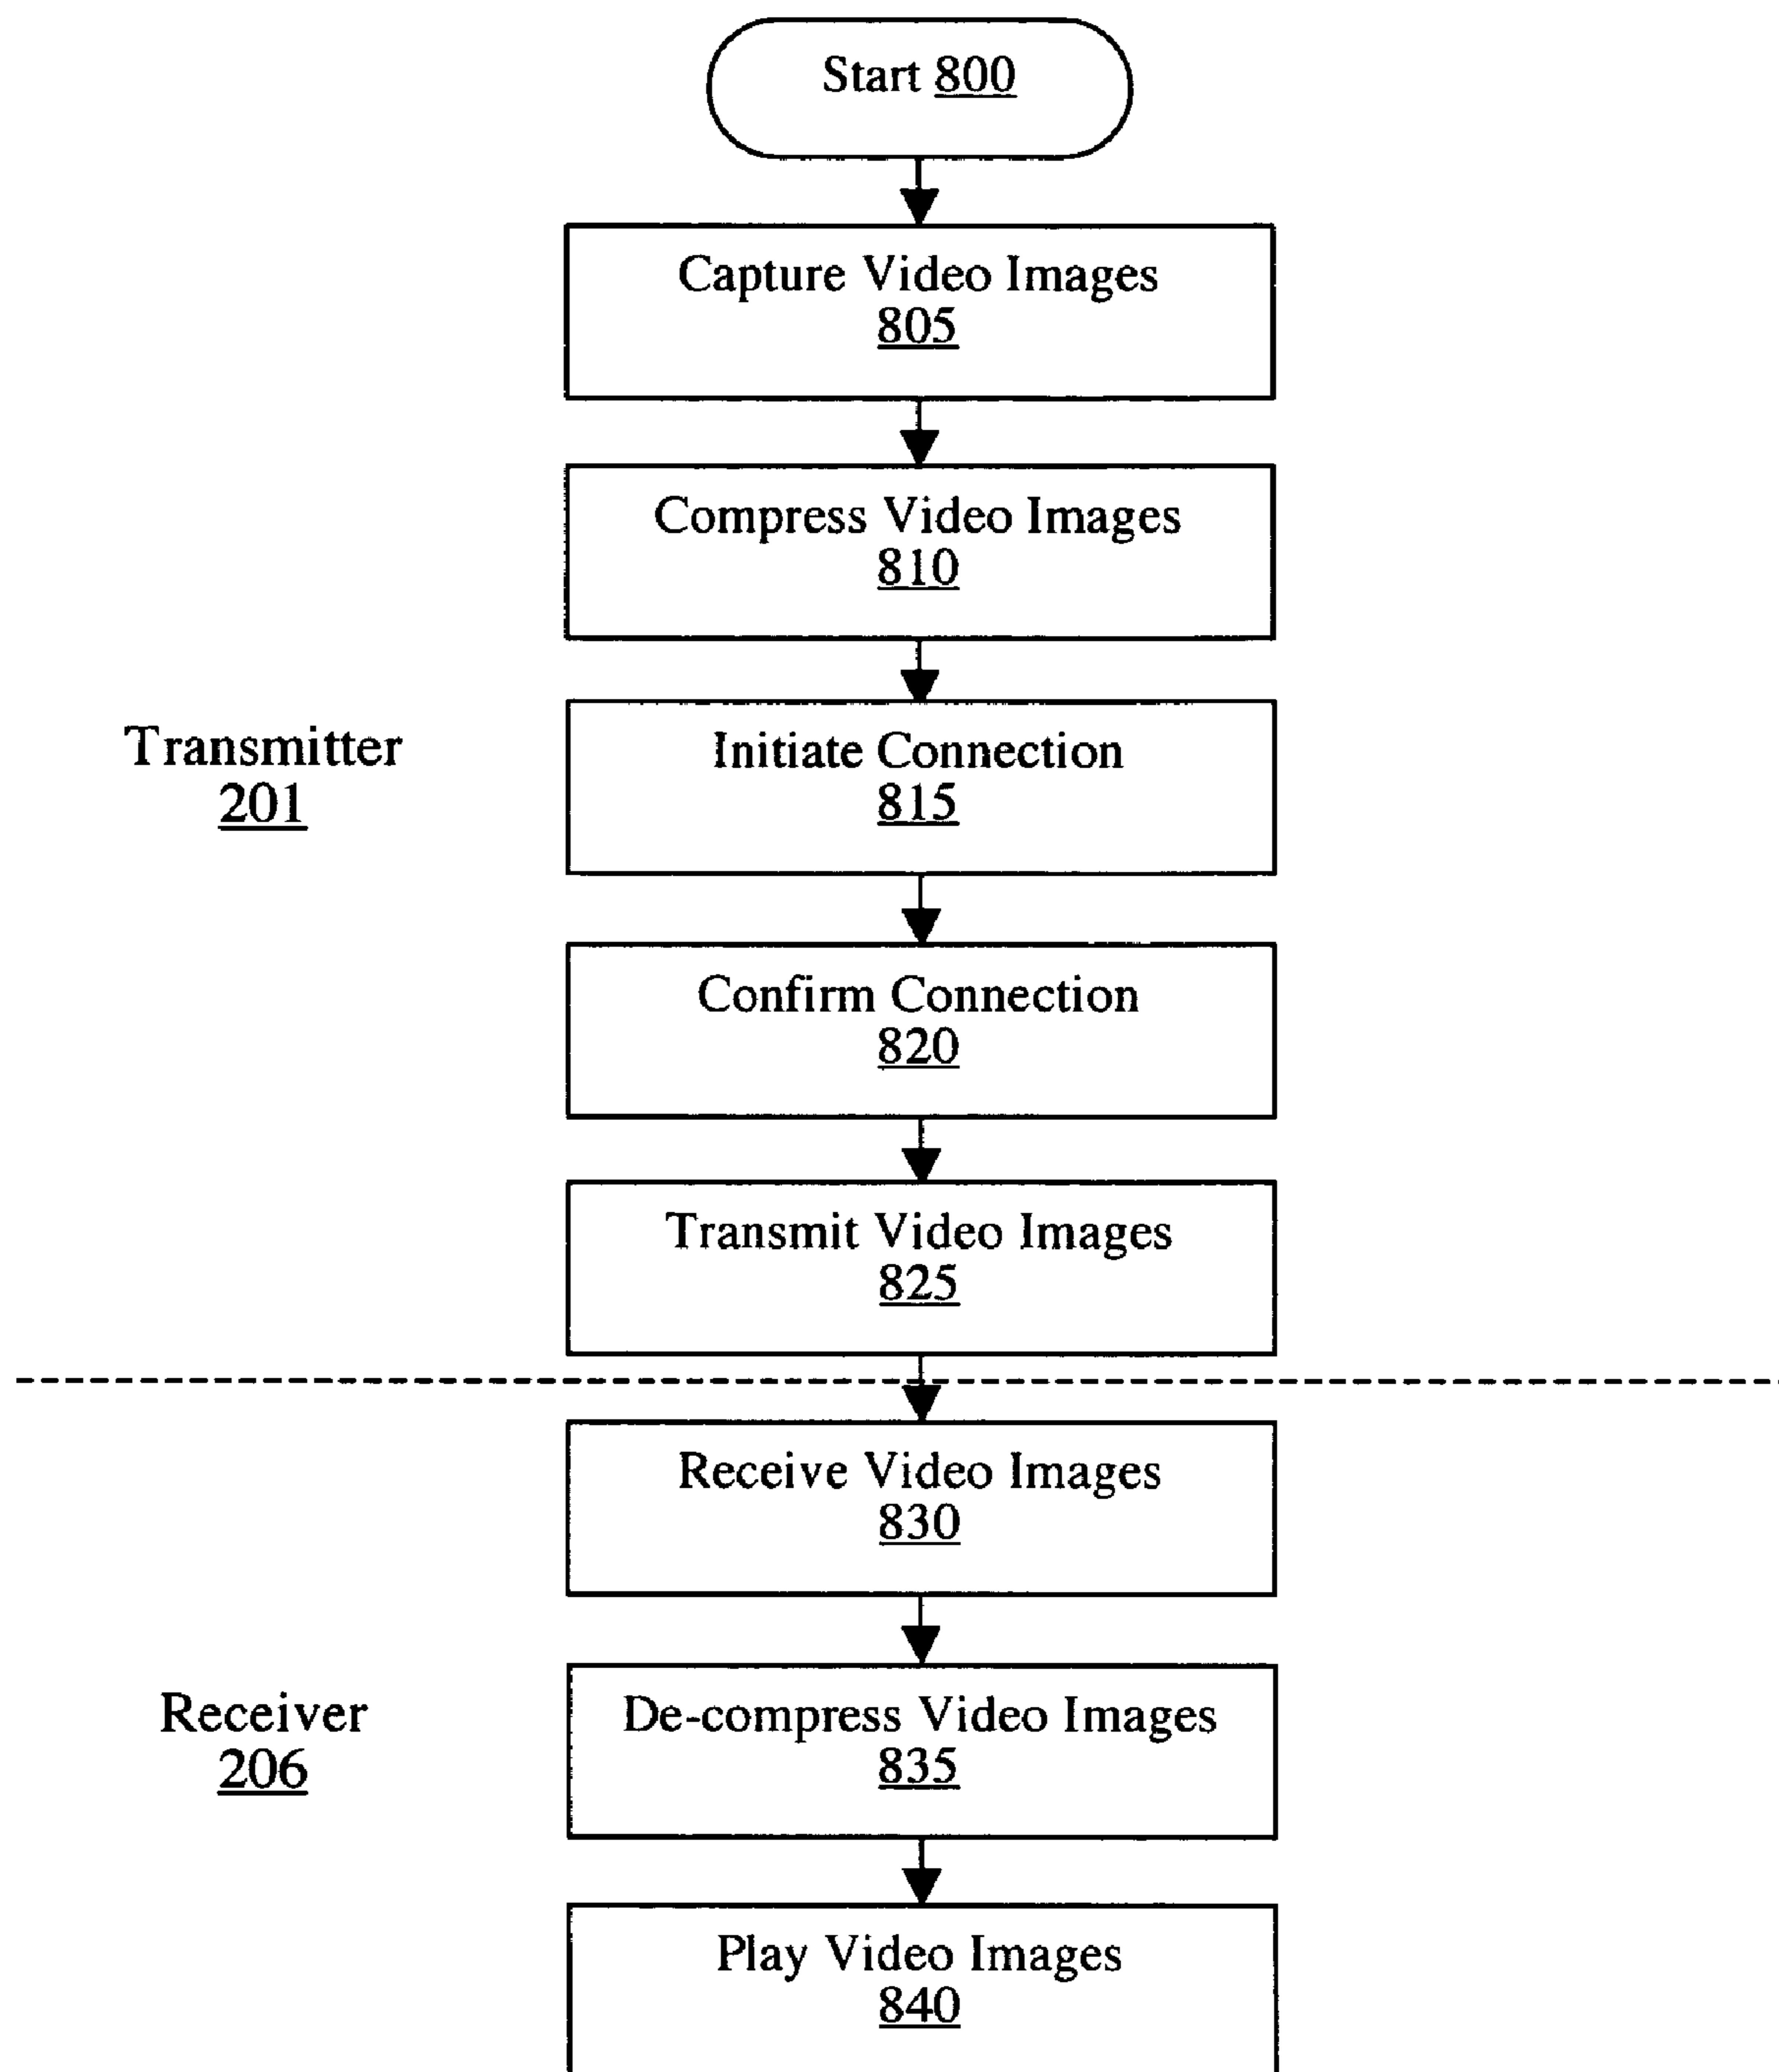 Start 800
Capture Video Images
805
Compress Video Images
810
Transmitter
201
Initiate Connection
815
Confirm Connection
820
Transmit Video Images
825
Receive Video Images
830
Receiver
206
De-compress Video Images
835
Play Video Images
840